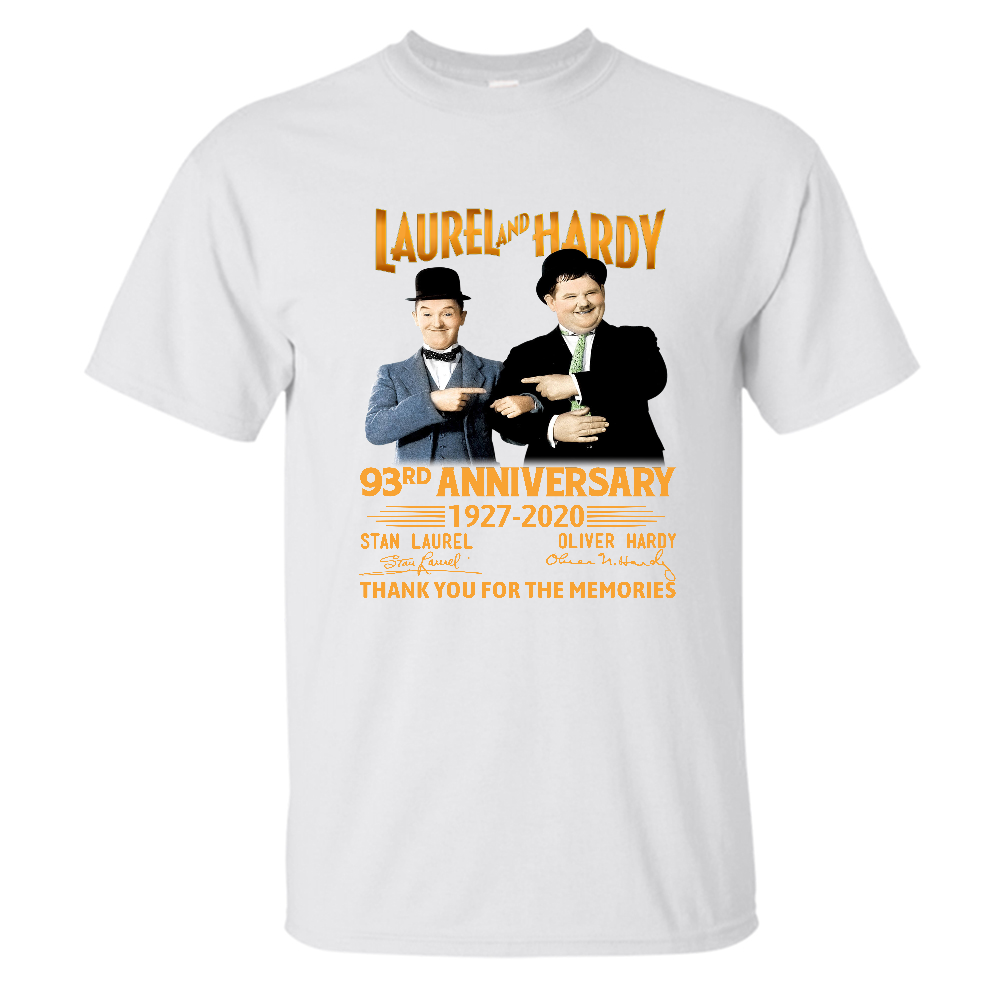 LAUREL AND HARDY
93RD ANNIVERSARY
1927-2020
STAN LAUREL OLIVER HARDY
Stan Laurel Oliver N. Hardy
THANK YOU FOR THE MEMORIES